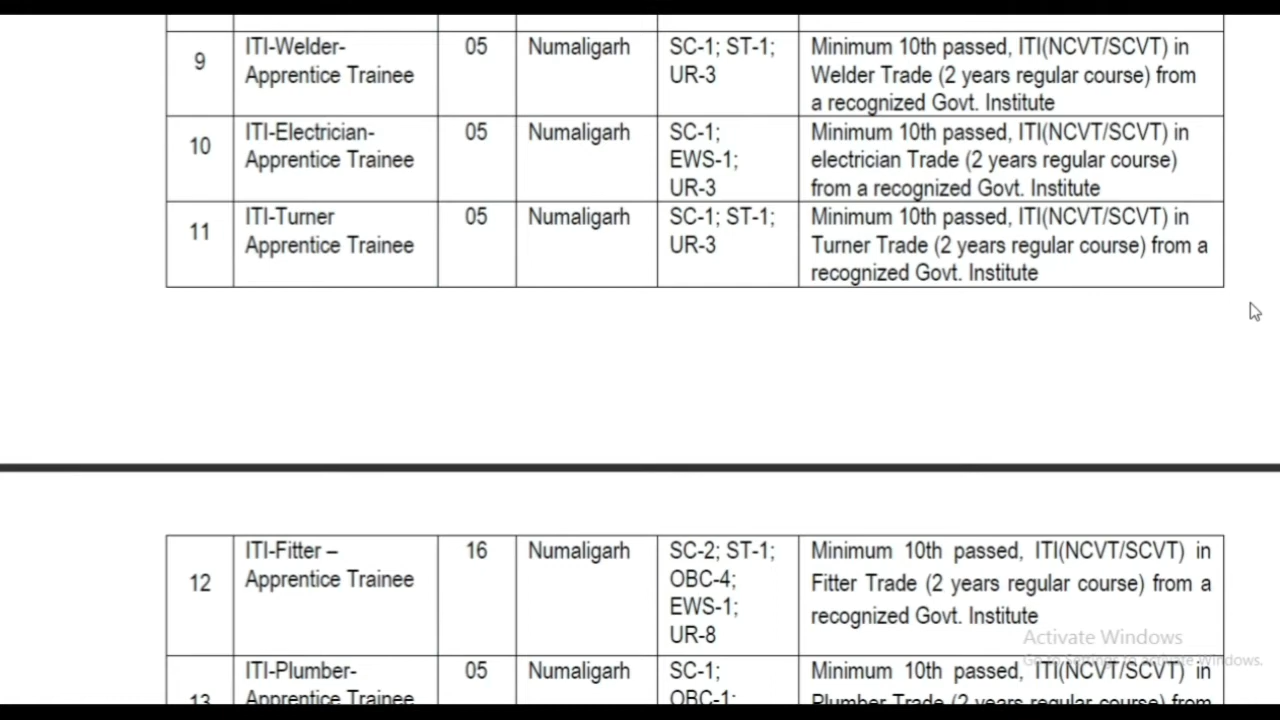 9
ITI-Welder-
Apprentice Trainee
05
Numaligarh
SC-1; ST-1;
UR-3
Minimum 10th passed, ITI(NCVT/SCVT) in
Welder Trade (2 years regular course) from
a recognized Govt. Institute
10
ITI-Electrician-
Apprentice Trainee
05
Numaligarh
SC-1;
EWS-1;
UR-3
Minimum 10th passed, ITI(NCVT/SCVT) in
electrician Trade (2 years regular course)
from a recognized Govt. Institute
11
ITI-Turner
Apprentice Trainee
05
Numaligarh
SC-1; ST-1;
UR-3
Minimum 10th passed, ITI(NCVT/SCVT) in
Turner Trade (2 years regular course) from a
recognized Govt. Institute
12
ITI-Fitter –
Apprentice Trainee
16
Numaligarh
SC-2; ST-1;
OBC-4;
EWS-1;
UR-8
Minimum 10th passed, ITI(NCVT/SCVT) in
Fitter Trade (2 years regular course) from a
recognized Govt. Institute
Activate Windows
Go to Settings to activate Windows.
13
ITI-Plumber-
Apprentice Trainee
05
Numaligarh
SC-1;
OBC-1;
Minimum 10th passed, ITI(NCVT/SCVT) in
Plumber Trade (2 years regular course) from